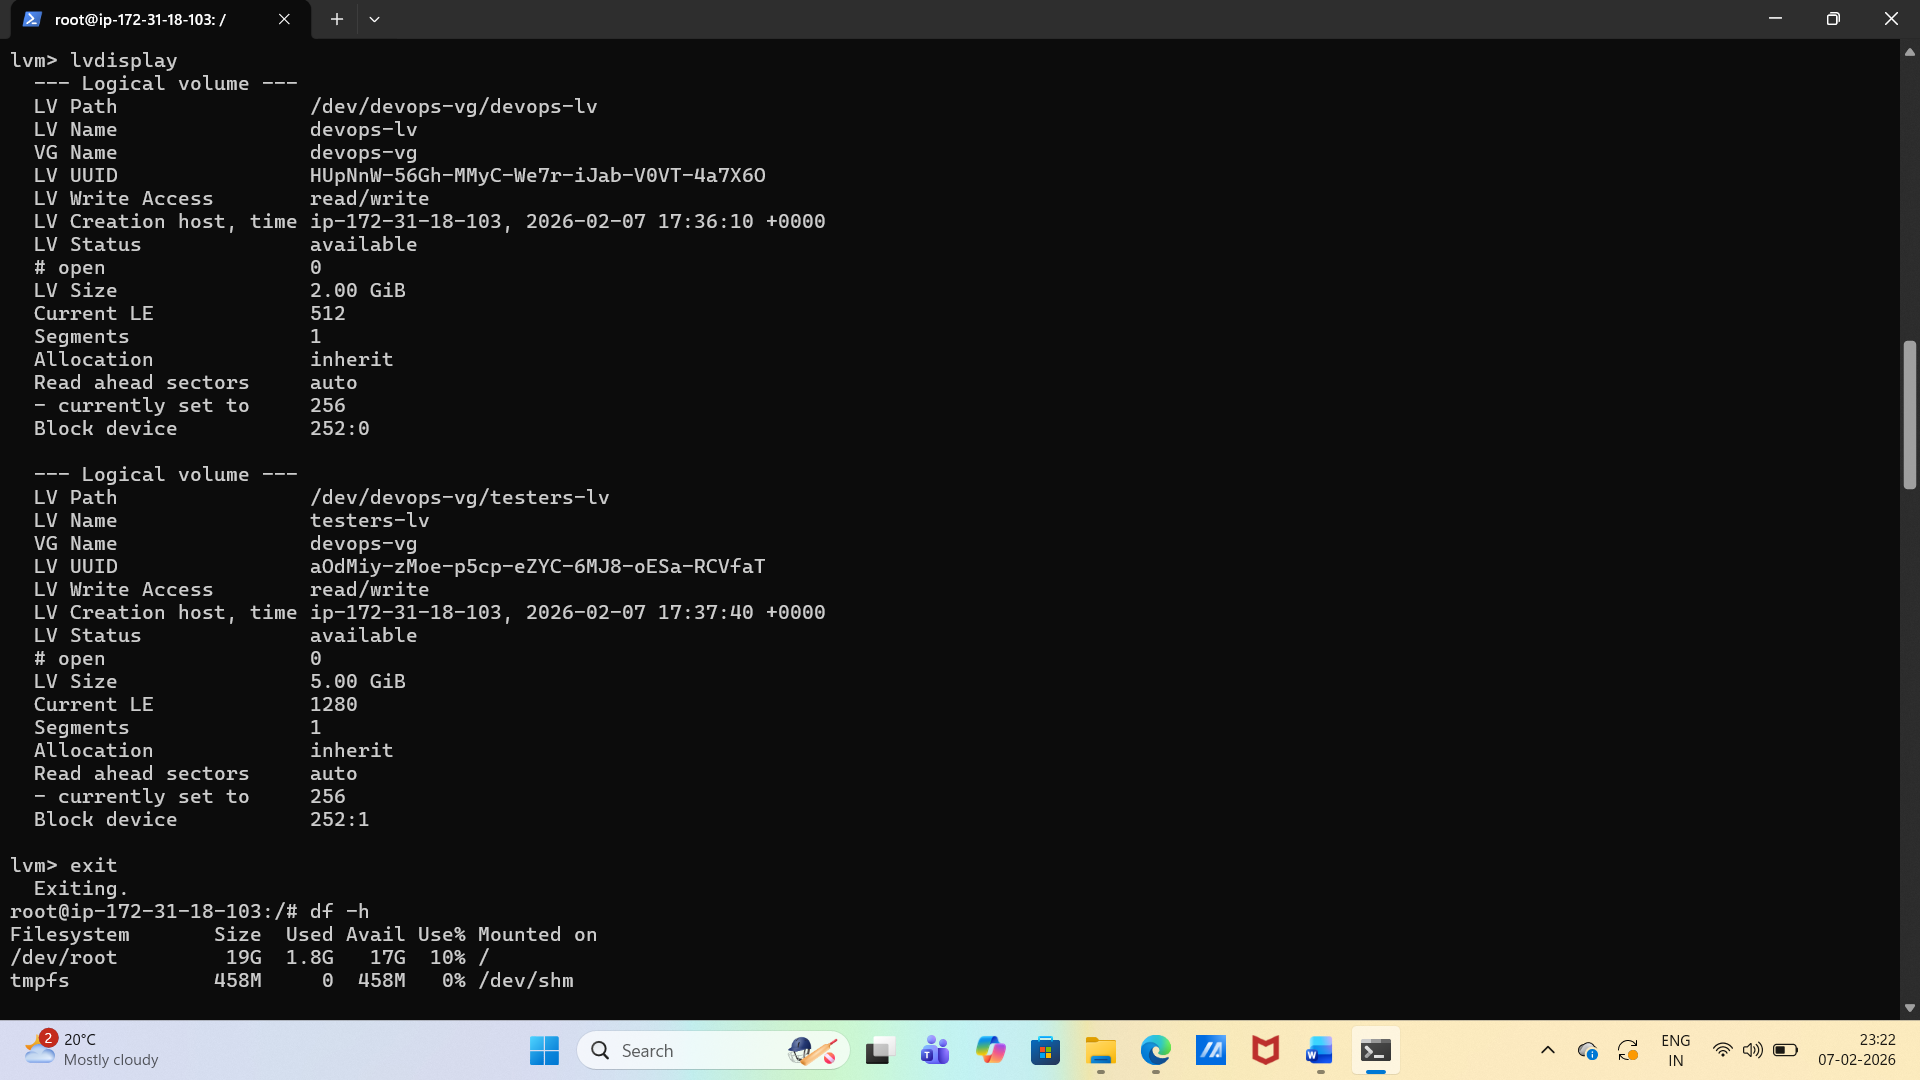 root@ip-172-31-18-103: /
lvm> lvdisplay
--- Logical volume ---
LV Path                /dev/devops-vg/devops-lv
LV Name                devops-lv
VG Name                devops-vg
LV UUID                HUpNnW-56Gh-MMyC-We7r-iJab-V0VT-4a7X6O
LV Write Access        read/write
LV Creation host, time ip-172-31-18-103, 2026-02-07 17:36:10 +0000
LV Status              available
# open                 0
LV Size                2.00 GiB
Current LE             512
Segments               1
Allocation             inherit
Read ahead sectors     auto
- currently set to     256
Block device           252:0
--- Logical volume ---
LV Path                /dev/devops-vg/testers-lv
LV Name                testers-lv
VG Name                devops-vg
LV UUID                aOdMiy-zMoe-p5cp-eZYC-6MJ8-oESa-RCVfaT
LV Write Access        read/write
LV Creation host, time ip-172-31-18-103, 2026-02-07 17:37:40 +0000
LV Status              available
# open                 0
LV Size                5.00 GiB
Current LE             1280
Segments               1
Allocation             inherit
Read ahead sectors     auto
- currently set to     256
Block device           252:1
lvm> exit
Exiting.
root@ip-172-31-18-103:/# df -h
Filesystem       Size  Used Avail Use% Mounted on
/dev/root         19G  1.8G   17G  10% /
tmpfs            458M     0  458M   0% /dev/shm
2
20°C
Mostly cloudy
Search
ENG
IN
23:22
07-02-2026